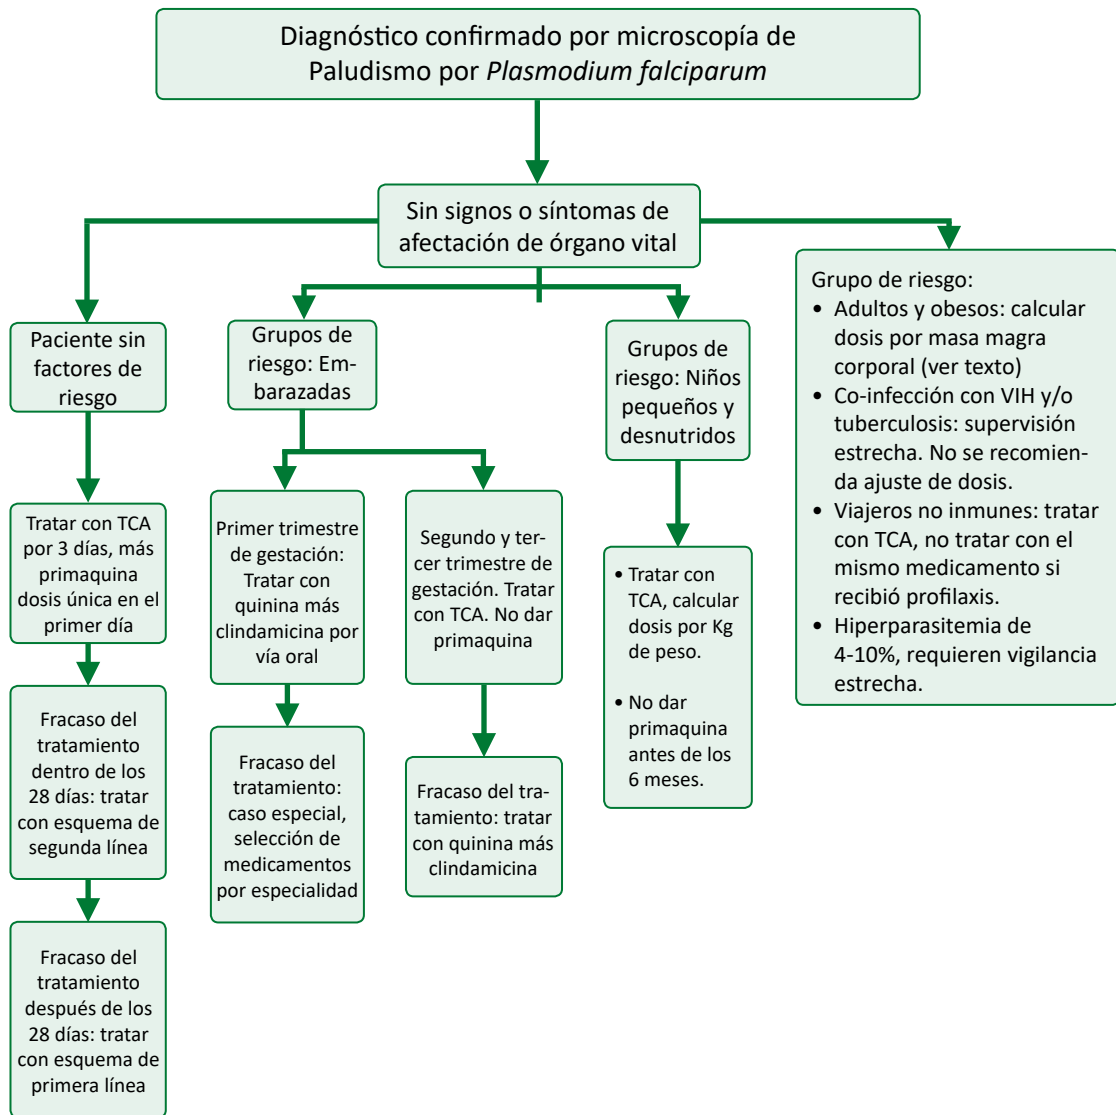 Diagnóstico confirmado por microscopía de
Paludismo por Plasmodium falciparum
Sin signos o síntomas de
afectación de órgano vital
Paciente sin
factores de
riesgo
Tratar con TCA
por 3 días, más
primaquina
dosis única en el
primer día
Fracaso del
tratamiento
dentro de los
28 días: tratar
con esquema de
segunda línea
Fracaso del
tratamiento
después de los
28 días: tratar
con esquema de
primera línea
Grupos de
riesgo: Em-
barazadas
Primer trimestre
de gestación:
Tratar con
quinina más
clindamicina por
vía oral
Fracaso del
tratamiento:
caso especial,
selección de
medicamentos
por especialidad
Segundo y ter-
cer trimestre de
gestación. Tratar
con TCA. No dar
primaquina
Fracaso del tra-
tamiento: tratar
con quinina más
clindamicina
Grupos de
riesgo: Niños
pequeños y
desnutridos
• Tratar con
TCA, calcular
dosis por Kg
de peso.
• No dar
primaquina
antes de los
6 meses.
Grupo de riesgo:
• Adultos y obesos: calcular
dosis por masa magra
corporal (ver texto)
• Co-infección con VIH y/o
tuberculosis: supervisión
estrecha. No se recomien-
da ajuste de dosis.
• Viajeros no inmunes: tratar
con TCA, no tratar con el
mismo medicamento si
recibió profilaxis.
• Hiperparasitemia de
4-10%, requieren vigilancia
estrecha.